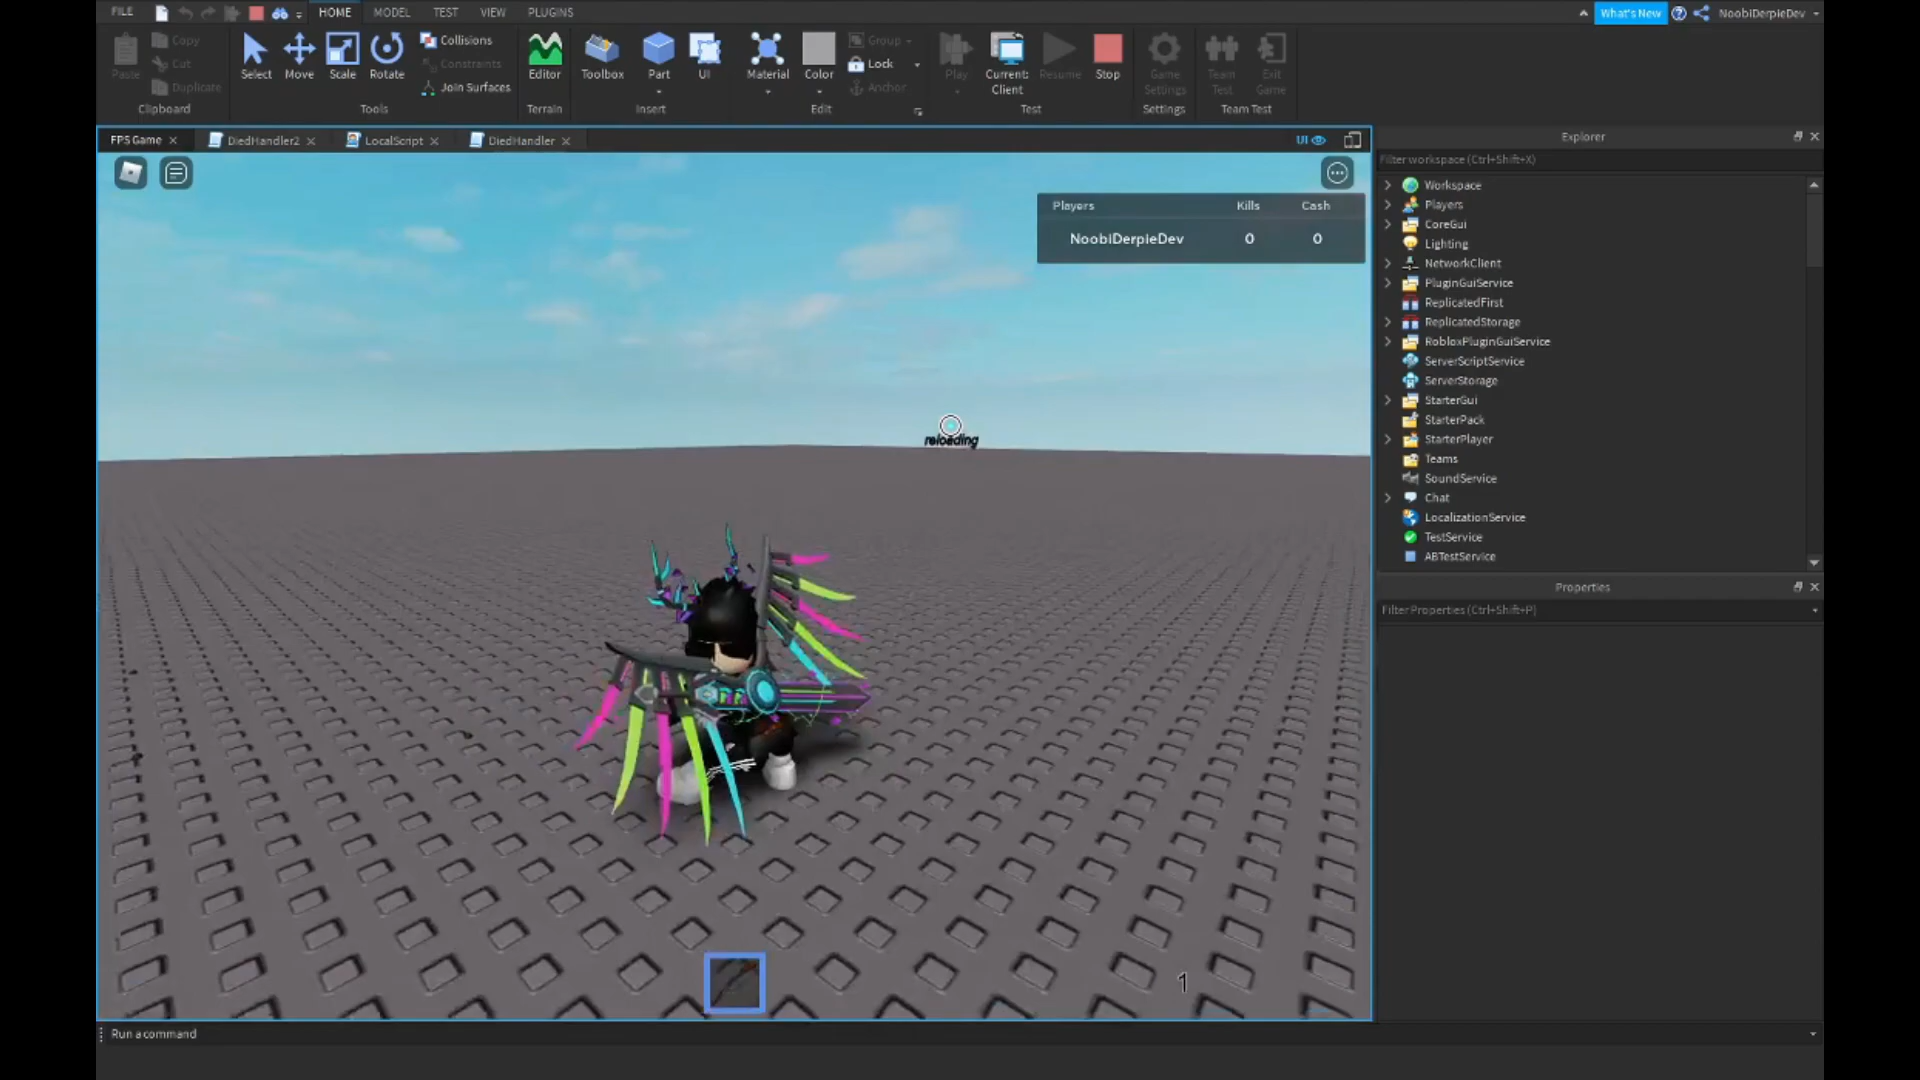 FILE HOME MODEL TEST VIEW PLUGINS What's New NoobiDerpieDev
Paste Copy Cut Duplicate Clipboard
Select Move Scale Rotate Collisions Constraints Join Surfaces Tools
Editor Terrain
Toolbox Part UI Insert
Material Color Group Lock Anchor Edit
Play Current: Client Resume Stop Test
Game Settings Settings
Team Test Exit Game Team Test
FPS Game DiedHandler2 LocalScript DiedHandler UI
Players Kills Cash
NoobiDerpieDev 0 0
reloading
1
Explorer
Filter workspace (Ctrl+Shift+X)
Workspace
Players
CoreGui
Lighting
NetworkClient
PluginGuiService
ReplicatedFirst
ReplicatedStorage
RobloxPluginGuiService
ServerScriptService
ServerStorage
StarterGui
StarterPack
StarterPlayer
Teams
SoundService
Chat
LocalizationService
TestService
ABTestService
Properties
Filter Properties (Ctrl+Shift+P)
Run a command